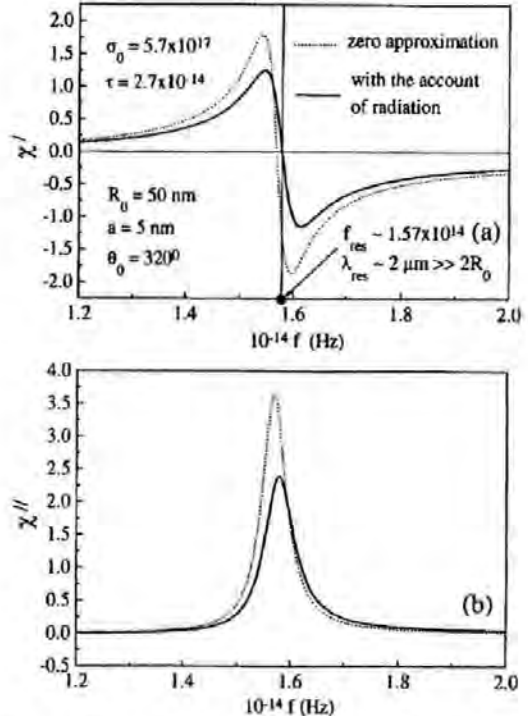 2.0
1.5
1.0
0.5
0.0
-0.5
-1.0
-1.5
-2.0
χ/
σ0 = 5.7x10^17
τ = 2.7x10^-14
zero approximation
with the account
of radiation
R0 = 50 nm
a = 5 nm
θ0 = 320^0
f_res ~ 1.57x10^14 (a)
λ_res ~ 2 μm >> 2R0
1.2 1.4 1.6 1.8 2.0
10^-14 f (Hz)
4.0
3.5
3.0
2.5
2.0
1.5
1.0
0.5
0.0
-0.5
χ//
(b)
1.2 1.4 1.6 1.8 2.0
10^-14 f (Hz)